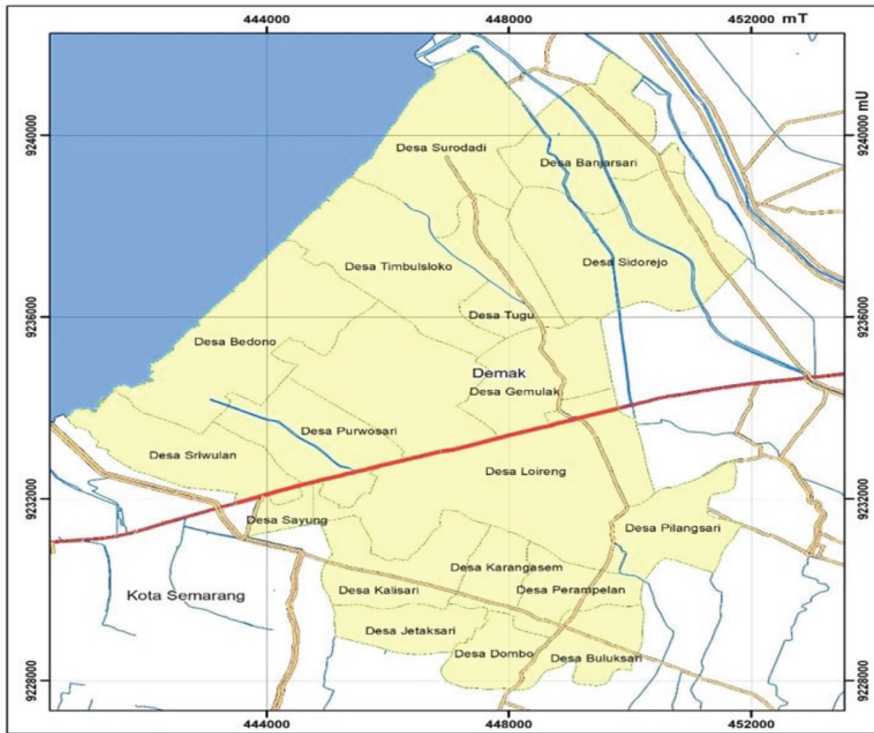 444000 448000 452000 mT
9240000 9240000 mU
Desa Surodadi
Desa Banjarsari
Desa Timbulsloko
Desa Sidorejo
9236000 9236000
Desa Tugu
Desa Bedono
Demak
Desa Gemulak
Desa Purwosari
Desa Sriwulan
Desa Loireng
9232000 9232000
Desa Sayung
Desa Pilangsari
Desa Karangasem
Kota Semarang
Desa Kalisari
Desa Perampelan
Desa Jetaksari
Desa Dombo
Desa Buluksari
9228000 9228000
444000 448000 452000